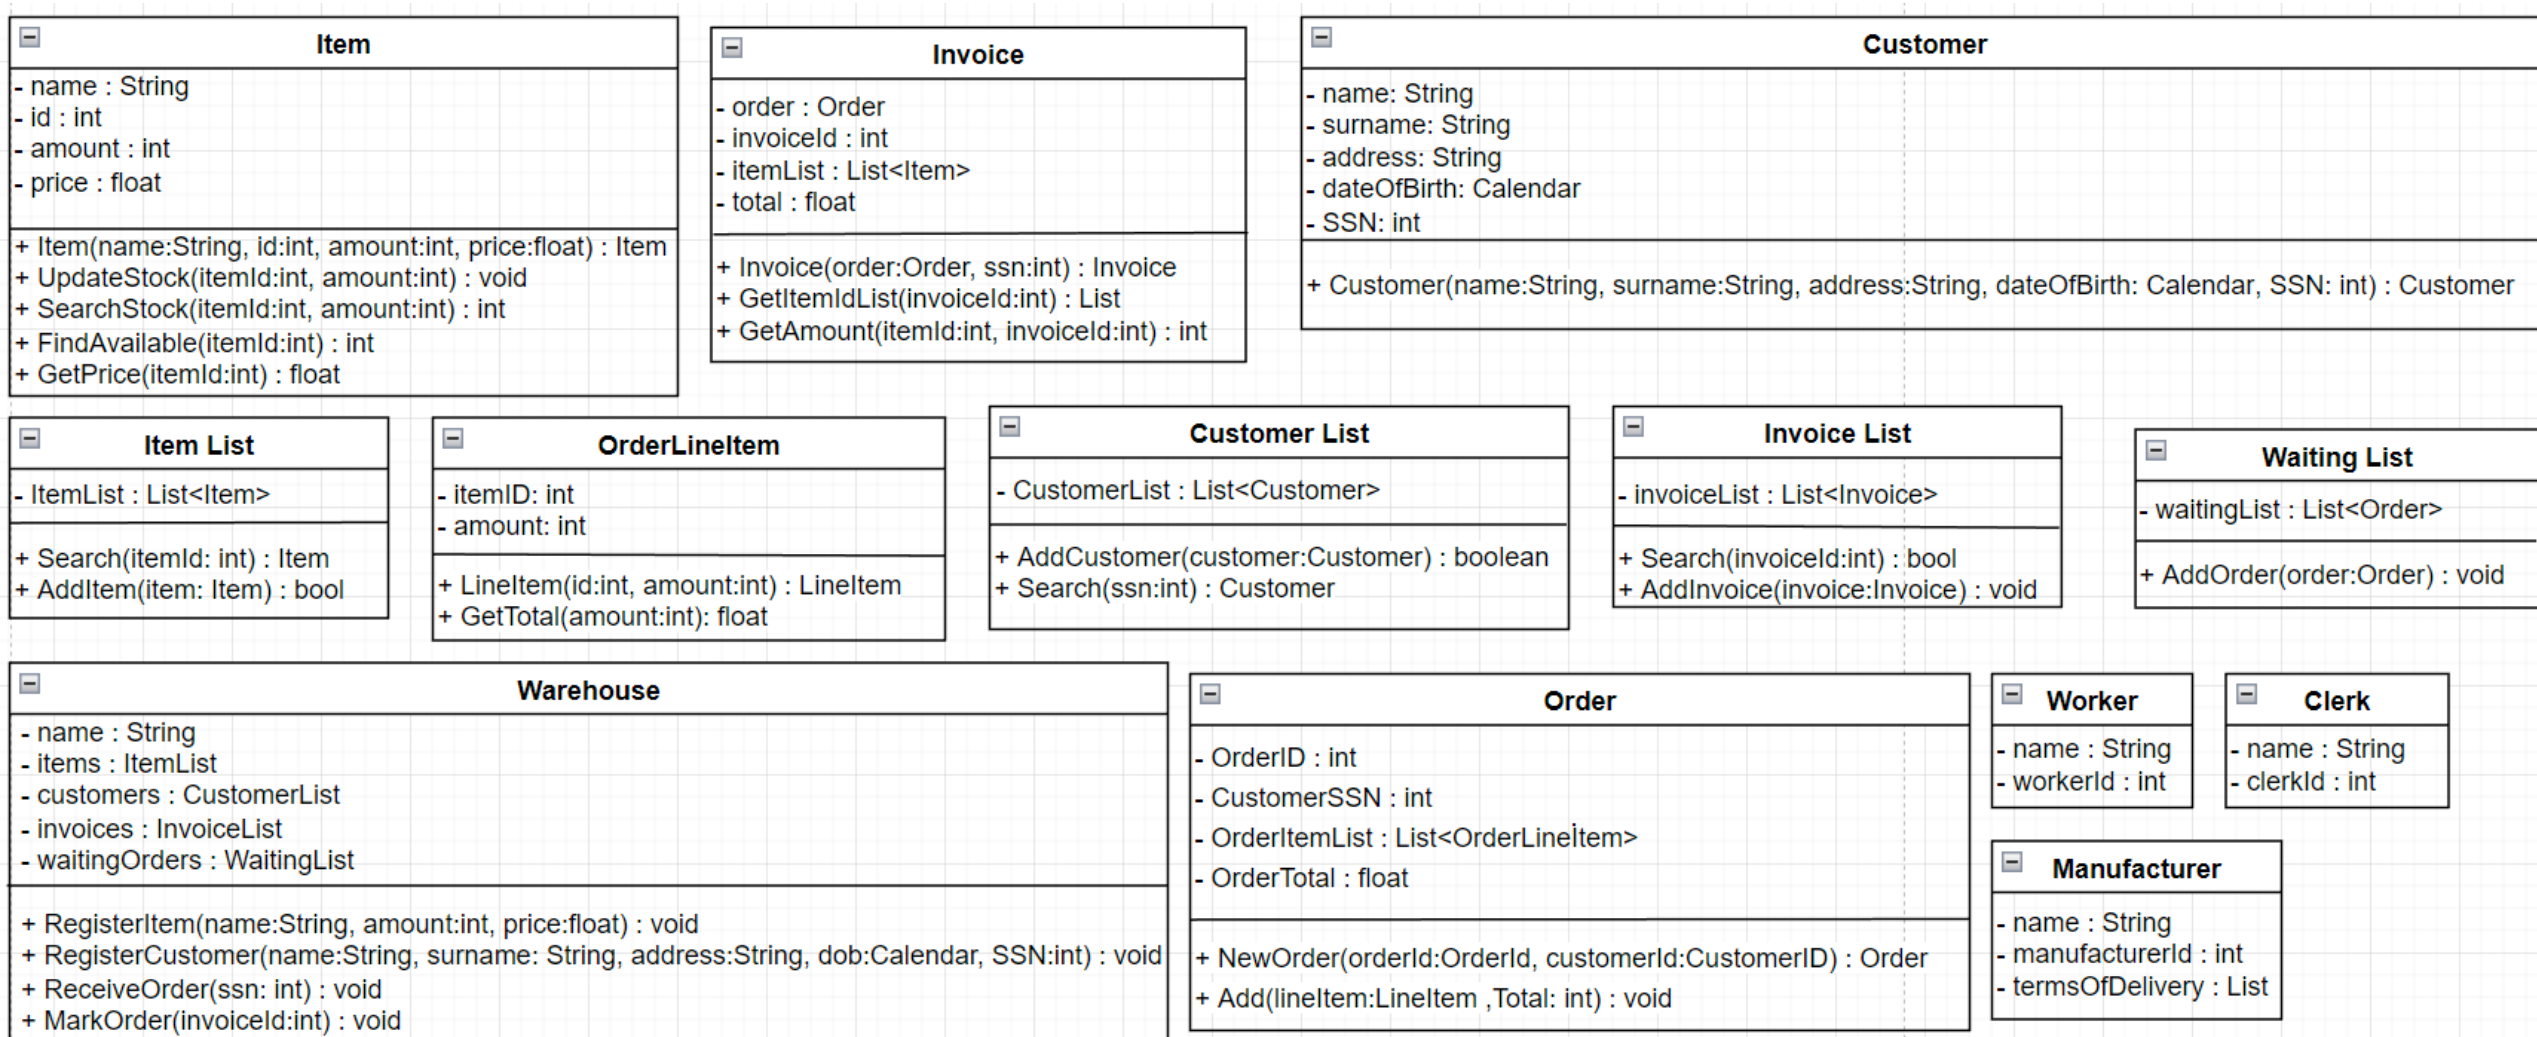 Item
- name : String
- id : int
- amount : int
- price : float
+ Item(name:String, id:int, amount:int, price:float) : Item
+ UpdateStock(itemId:int, amount:int) : void
+ SearchStock(itemId:int, amount:int) : int
+ FindAvailable(itemId:int) : int
+ GetPrice(itemId:int) : float
Invoice
- order : Order
- invoiceId : int
- itemList : List<Item>
- total : float
+ Invoice(order:Order, ssn:int) : Invoice
+ GetItemIdList(invoiceId:int) : List
+ GetAmount(itemId:int, invoiceId:int) : int
Customer
- name: String
- surname: String
- address: String
- dateOfBirth: Calendar
- SSN: int
+ Customer(name:String, surname:String, address:String, dateOfBirth: Calendar, SSN: int) : Customer
Item List
- ItemList : List<Item>
+ Search(itemId: int) : Item
+ AddItem(item: Item) : bool
OrderLineItem
- itemID: int
- amount: int
+ LineItem(id:int, amount:int) : LineItem
+ GetTotal(amount:int): float
Customer List
- CustomerList : List<Customer>
+ AddCustomer(customer:Customer) : boolean
+ Search(ssn:int) : Customer
Invoice List
- invoiceList : List<Invoice>
+ Search(invoiceId:int) : bool
+ AddInvoice(invoice:Invoice) : void
Waiting List
- waitingList : List<Order>
+ AddOrder(order:Order) : void
Warehouse
- name : String
- items : ItemList
- customers : CustomerList
- invoices : InvoiceList
- waitingOrders : WaitingList
+ RegisterItem(name:String, amount:int, price:float) : void
+ RegisterCustomer(name:String, surname: String, address:String, dob:Calendar, SSN:int) : void
+ ReceiveOrder(ssn: int) : void
+ MarkOrder(invoiceId:int) : void
Order
- OrderID : int
- CustomerSSN : int
- OrderItemList : List<OrderLineİtem>
- OrderTotal : float
+ NewOrder(orderId:OrderId, customerId:CustomerID) : Order
+ Add(lineItem:LineItem ,Total: int) : void
Worker
- name : String
- workerId : int
Clerk
- name : String
- clerkId : int
Manufacturer
- name : String
- manufacturerId : int
- termsOfDelivery : List